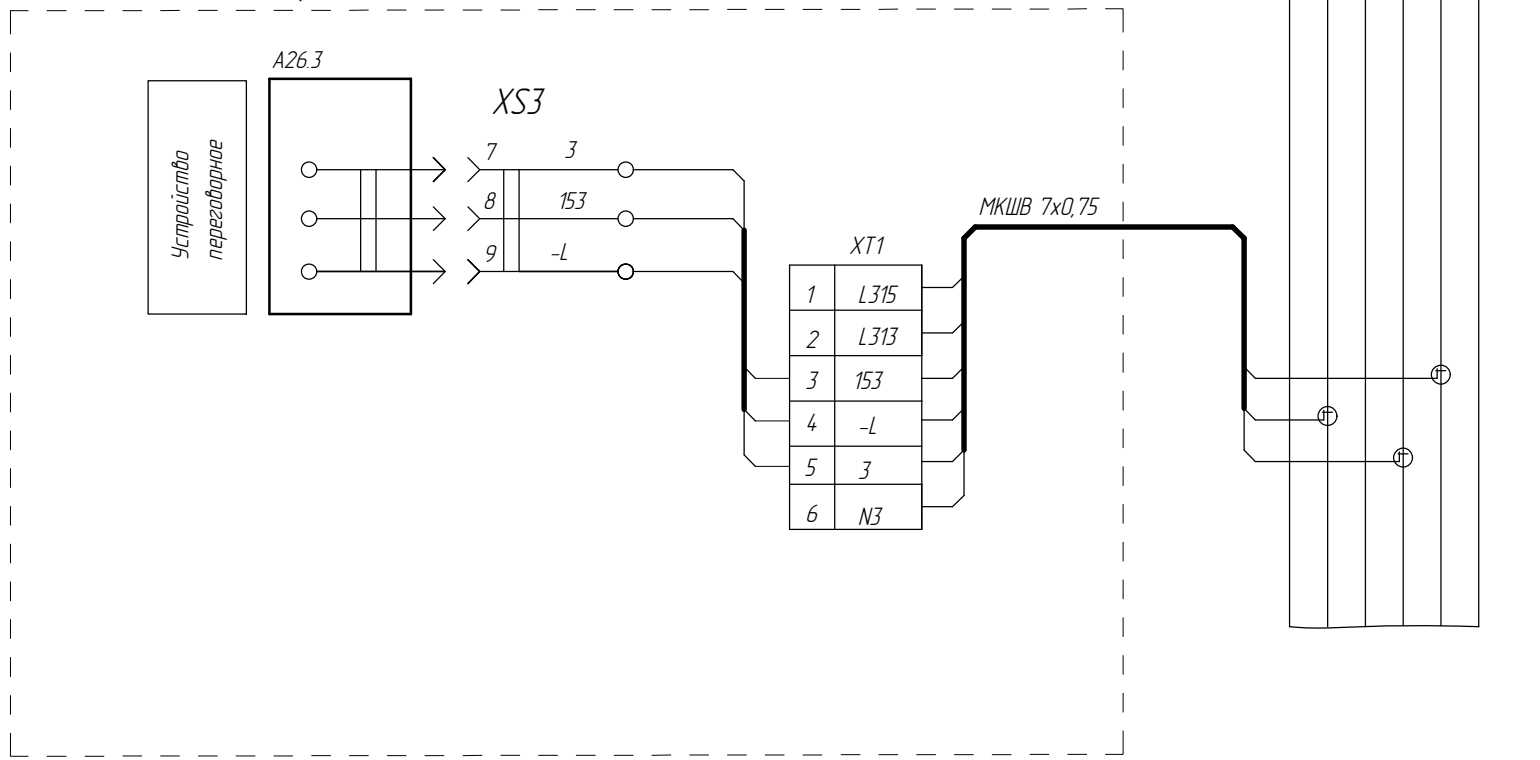 А26.3
XS3
Устройство
переговорное
7 3
8 153
9 -L
МКШВ 7х0,75
XT1
1 L315
2 L313
3 153
4 -L
5 3
6 N3